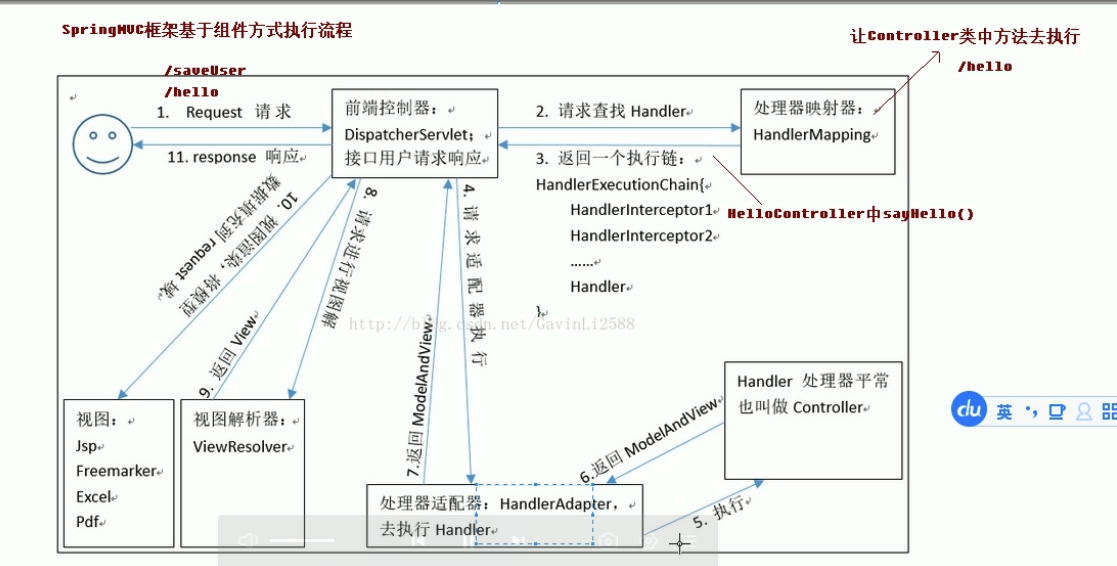 SpringMVC框架基于组件方式执行流程
让Controller类中方法去执行
/hello
/saveUser
/hello
1. Request 请求
11. response 响应
前端控制器：
DispatcherServlet；
接口用户请求响应
2. 请求查找 Handler
3. 返回一个执行链：
HandlerExecutionChain{
HandlerInterceptor1
HandlerInterceptor2
……
Handler
}
处理器映射器：
HandlerMapping
HelloController中sayHello()
10. 视图渲染，将模型
数据填充到 request 域
9. 返回 View
8. 请求进行视图解
7.返回 ModelAndView
4. 请求适配器执行
http://blog.csdn.net/GavinLi2588
视图：
Jsp
Freemarker
Excel
Pdf
视图解析器：
ViewResolver
处理器适配器：HandlerAdapter，
去执行 Handler
6.返回 ModelAndView
5. 执行
Handler 处理器平常
也叫做 Controller
du 英